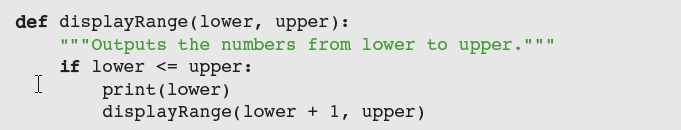 def displayRange(lower, upper):
    """Outputs the numbers from lower to upper."""
    if lower <= upper:
        print(lower)
        displayRange(lower + 1, upper)